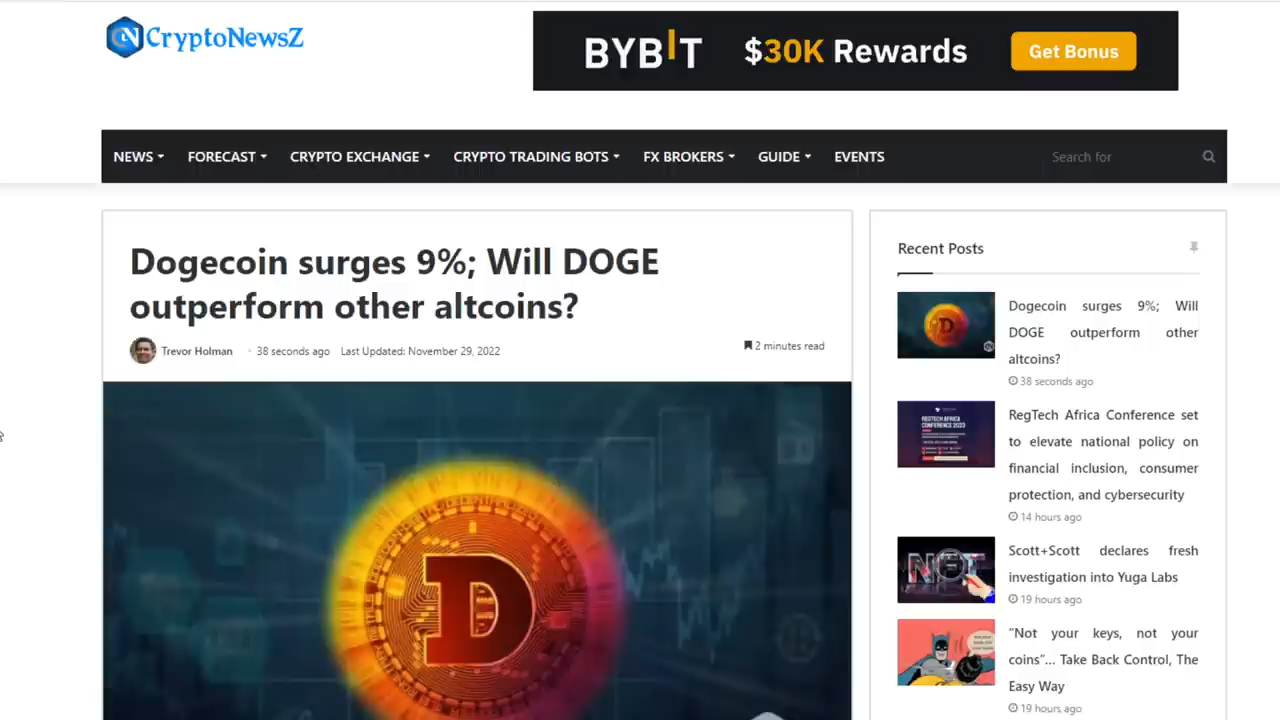 CryptoNewsZ
BYBIT $30K Rewards Get Bonus
NEWS FORECAST CRYPTO EXCHANGE CRYPTO TRADING BOTS FX BROKERS GUIDE EVENTS Search for
Dogecoin surges 9%; Will DOGE
outperform other altcoins?
Trevor Holman · 38 seconds ago Last Updated: November 29, 2022 2 minutes read
D
Recent Posts
Dogecoin surges 9%; Will
DOGE outperform other
altcoins?
38 seconds ago
REGTECH AFRICA
CONFERENCE 2023
RegTech Africa Conference set
to elevate national policy on
financial inclusion, consumer
protection, and cybersecurity
14 hours ago
Scott+Scott declares fresh
investigation into Yuga Labs
19 hours ago
“Not your keys, not your
coins”... Take Back Control, The
Easy Way
19 hours ago